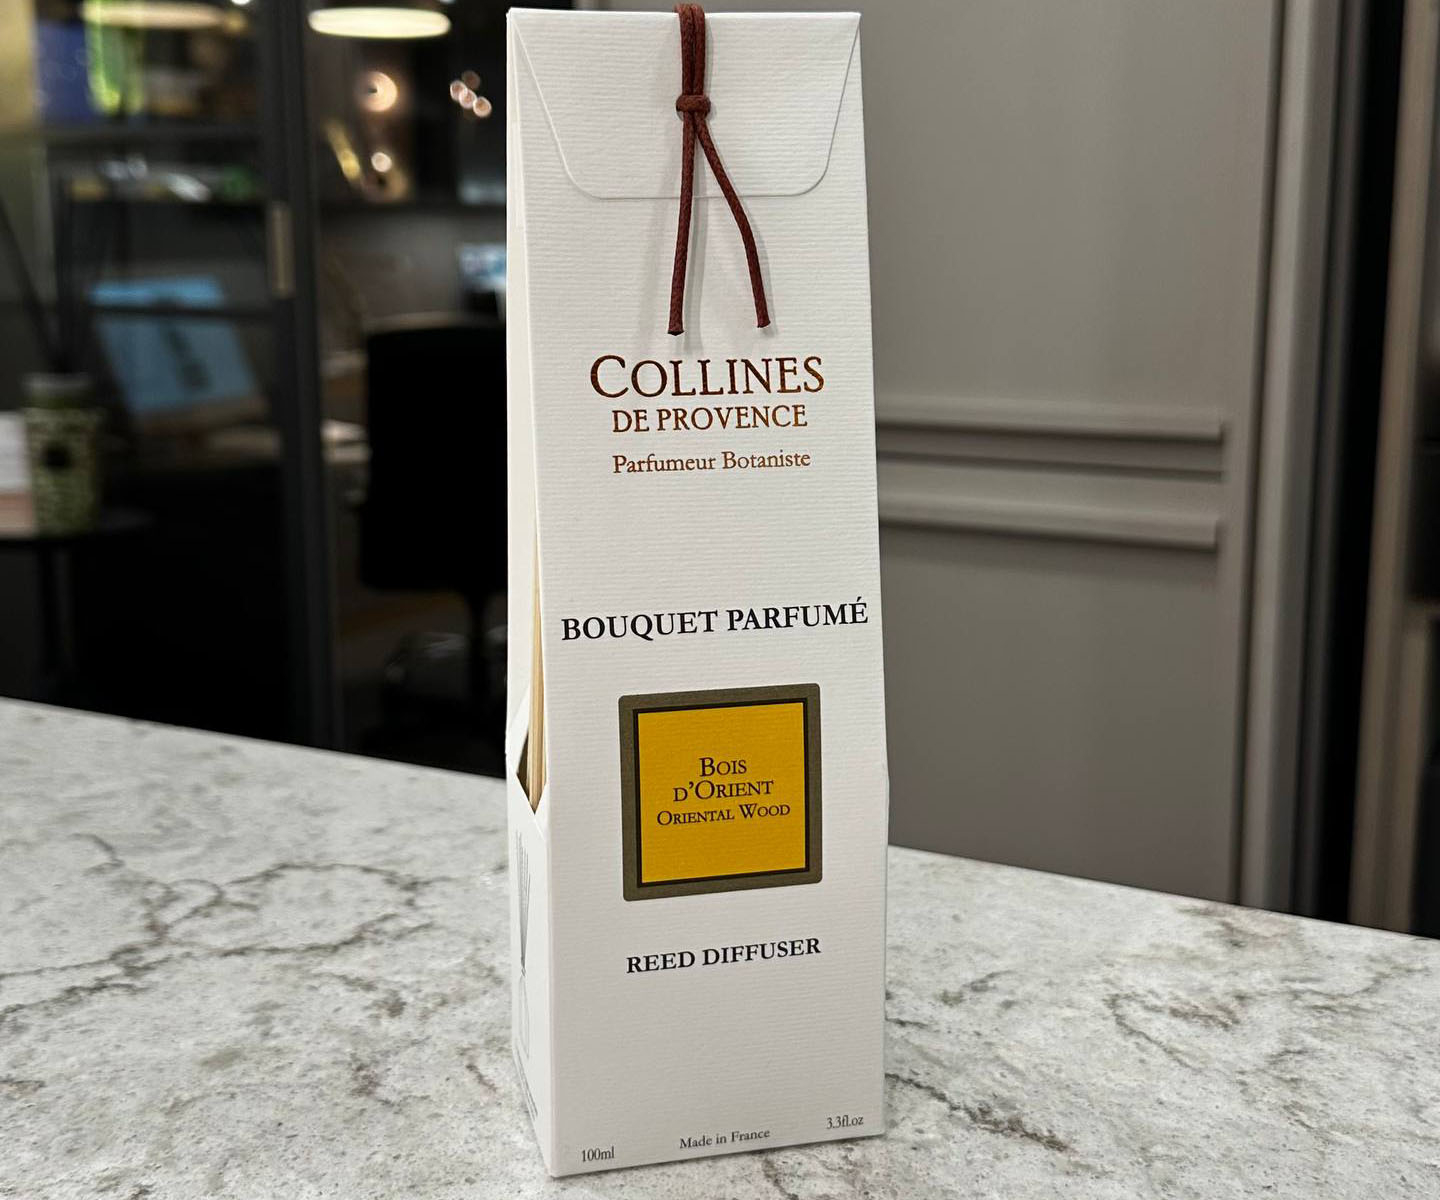 COLLINES
DE PROVENCE
Parfumeur Botaniste
BOUQUET PARFUMÉ
BOIS
D'ORIENT
ORIENTAL WOOD
REED DIFFUSER
100ml Made in France 3.3fl.oz